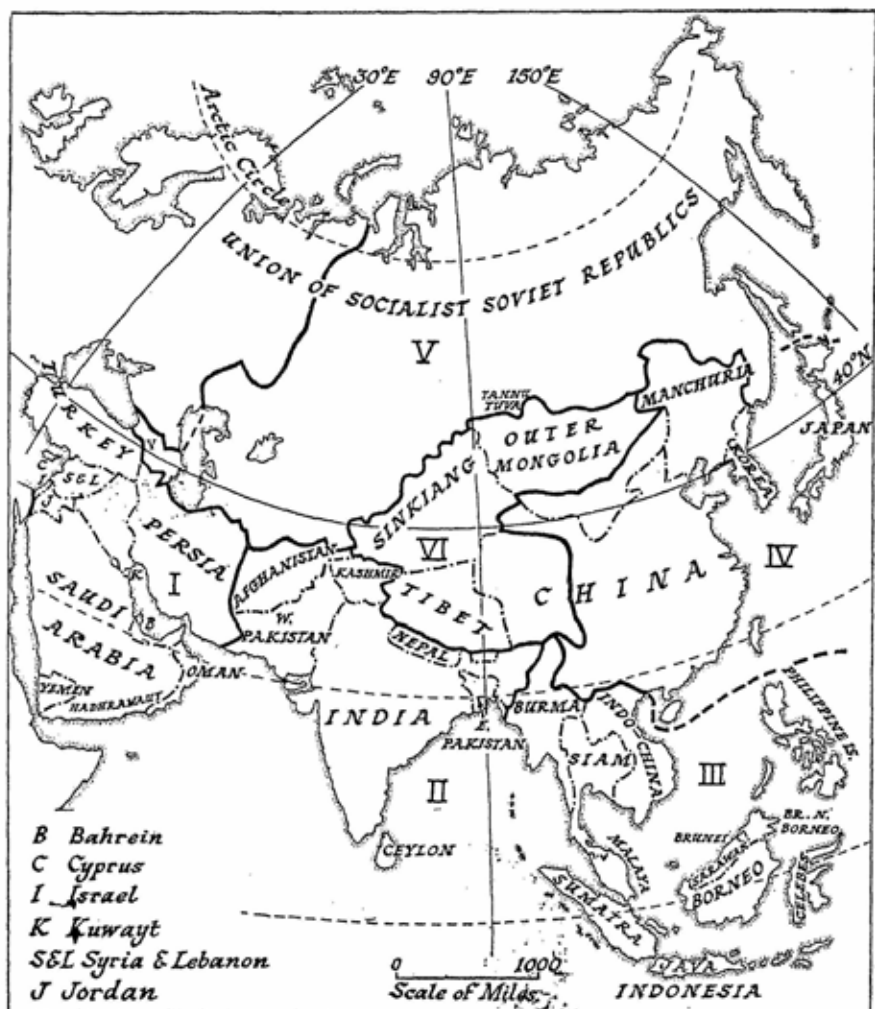 30°E 90°E 150°E
Arctic Circle
UNION OF SOCIALIST SOVIET REPUBLICS
V
40°N
TURKEY
TANNU
TUVA
MANCHURIA
OUTER
MONGOLIA
JAPAN
KOREA
C
S&L
J
SINKIANG
PERSIA
VI
IV
AFGHANISTAN
KASHMIR
I
K
TIBET
CHINA
W.
PAKISTAN
SAUDI
ARABIA
B
NEPAL
OMAN
YEMEN
HADHRAMAUT
INDIA
BURMA
INDO-CHINA
PHILIPPINE IS.
E.
PAKISTAN
SIAM
II
III
CEYLON
MALAYA
BRUNEI
BR. N.
BORNEO
SARAWAK
BORNEO
CELEBES
SUMATRA
JAVA
INDONESIA
B Bahrein
C Cyprus
I Israel
K Kuwayt
S&L Syria & Lebanon
J Jordan
0 1000
Scale of Miles